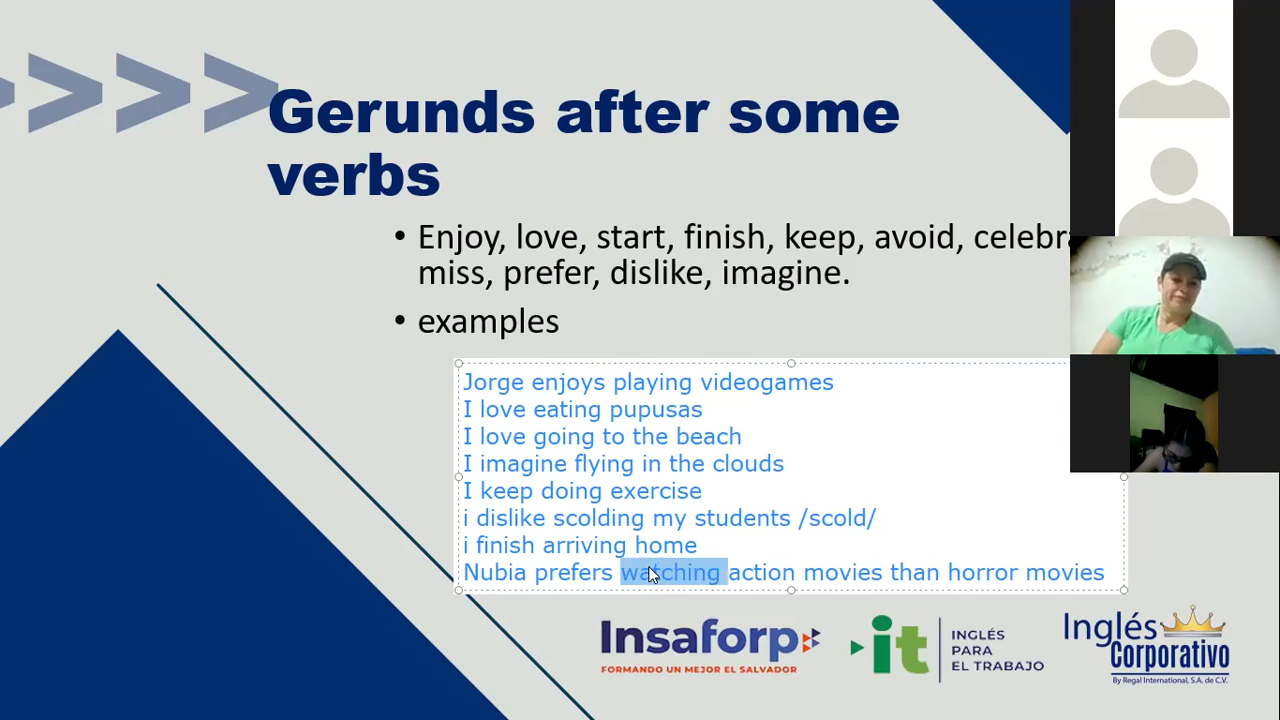 Gerunds after some
verbs
• Enjoy, love, start, finish, keep, avoid,
miss, prefer, dislike, imagine.
• examples
Jorge enjoys playing videogames
I love eating pupusas
I love going to the beach
I imagine flying in the clouds
I keep doing exercise
i dislike scolding my students /scold/
i finish arriving home
Nubia prefers watching action movies than horror movies
Insaforp
FORMANDO UN MEJOR EL SALVADOR
it
INGLÉS
PARA
EL TRABAJO
Inglés
Corporativo
By Regal International, S.A. de C.V.